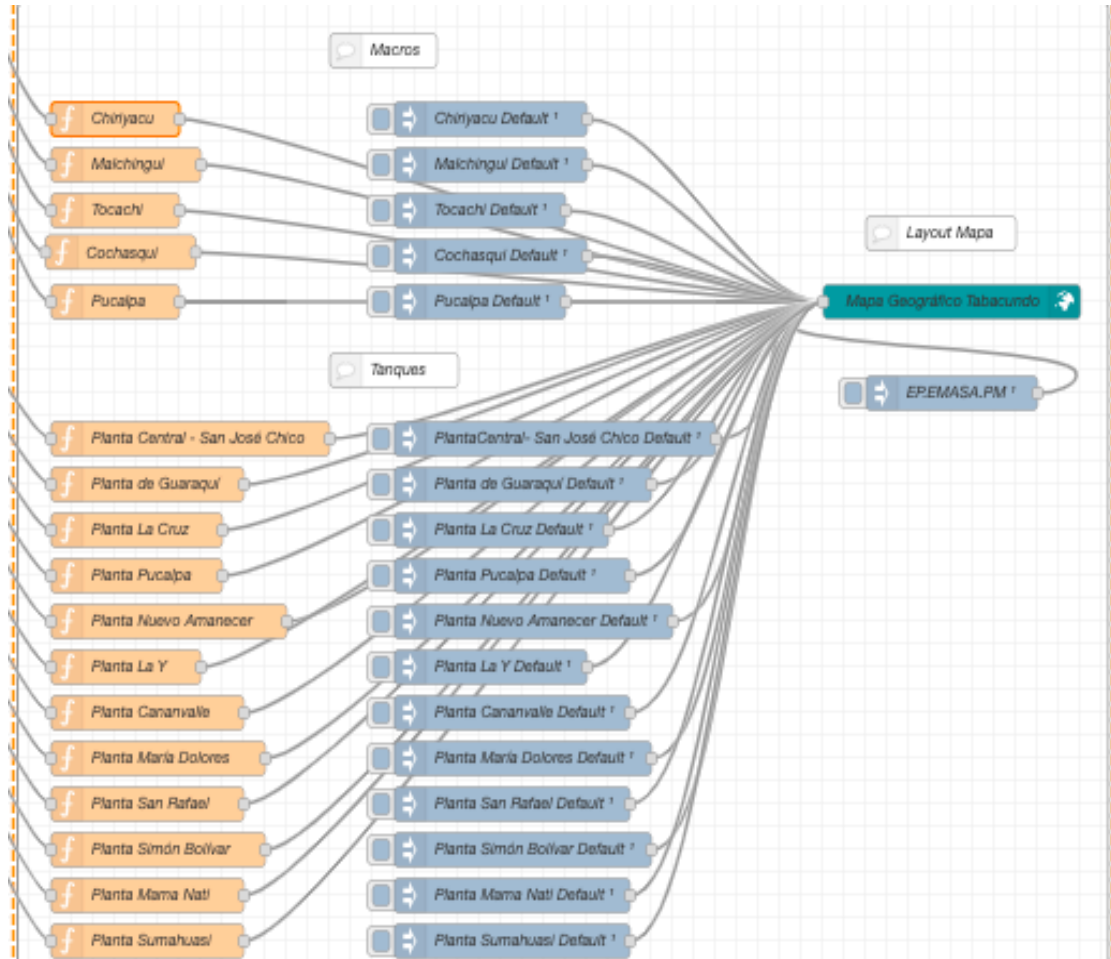 Macros
Chiriyacu
Chiriyacu Default ¹
Malchingui
Malchingui Default ¹
Tocachi
Tocachi Default ¹
Layout Mapa
Cochasqui
Cochasqui Default ¹
Pucalpa
Pucalpa Default ¹
Mapa Geográfico Tabacundo
Tanques
EP.EMASA.PM ¹
Planta Central - San José Chico
PlantaCentral- San José Chico Default ¹
Planta de Guaraquí
Planta de Guaraquí Default ¹
Planta La Cruz
Planta La Cruz Default ¹
Planta Pucalpa
Planta Pucalpa Default ¹
Planta Nuevo Amanecer
Planta Nuevo Amanecer Default ¹
Planta La Y
Planta La Y Default ¹
Planta Cananvalle
Planta Cananvalle Default ¹
Planta María Dolores
Planta María Dolores Default ¹
Planta San Rafael
Planta San Rafael Default ¹
Planta Simón Bolívar
Planta Simón Bolívar Default ¹
Planta Mama Nati
Planta Mama Nati Default ¹
Planta Sumahuasi
Planta Sumahuasi Default ¹